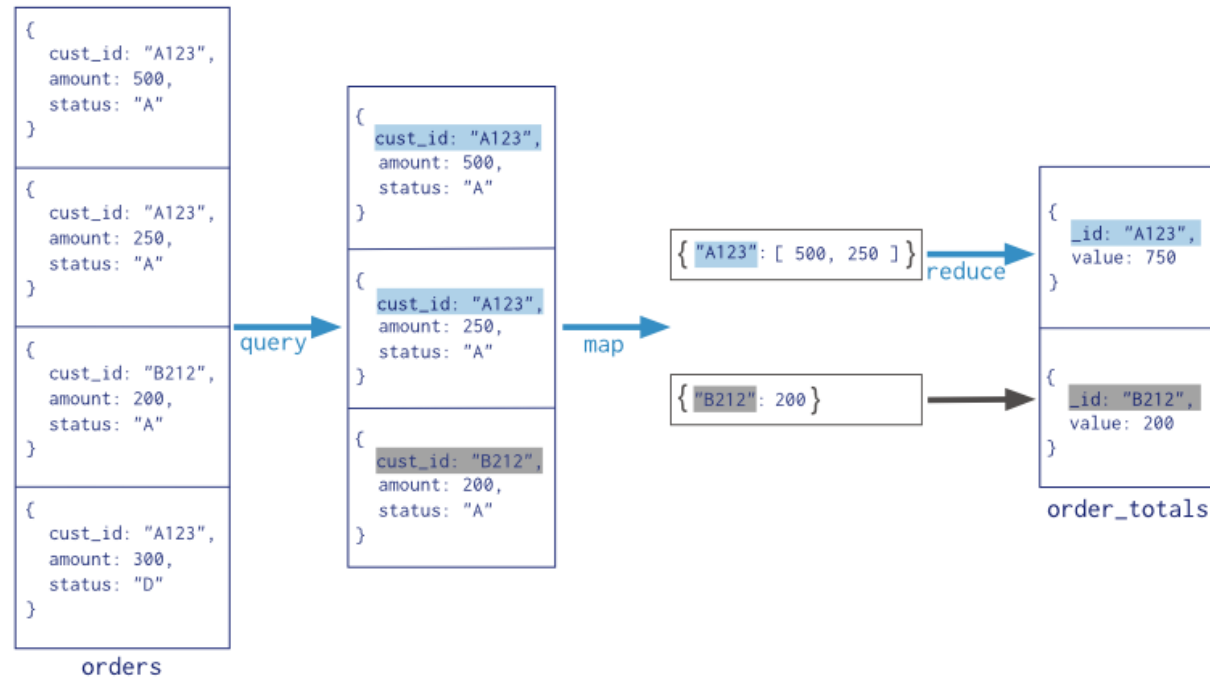 {
cust_id: "A123",
amount: 500,
status: "A"
}
{
cust_id: "A123",
amount: 250,
status: "A"
}
{
cust_id: "B212",
amount: 200,
status: "A"
}
{
cust_id: "A123",
amount: 300,
status: "D"
}
orders
query
{
cust_id: "A123",
amount: 500,
status: "A"
}
{
cust_id: "A123",
amount: 250,
status: "A"
}
{
cust_id: "B212",
amount: 200,
status: "A"
}
map
{ "A123": [ 500, 250 ] }
{ "B212": 200 }
reduce
{
_id: "A123",
value: 750
}
{
_id: "B212",
value: 200
}
order_totals